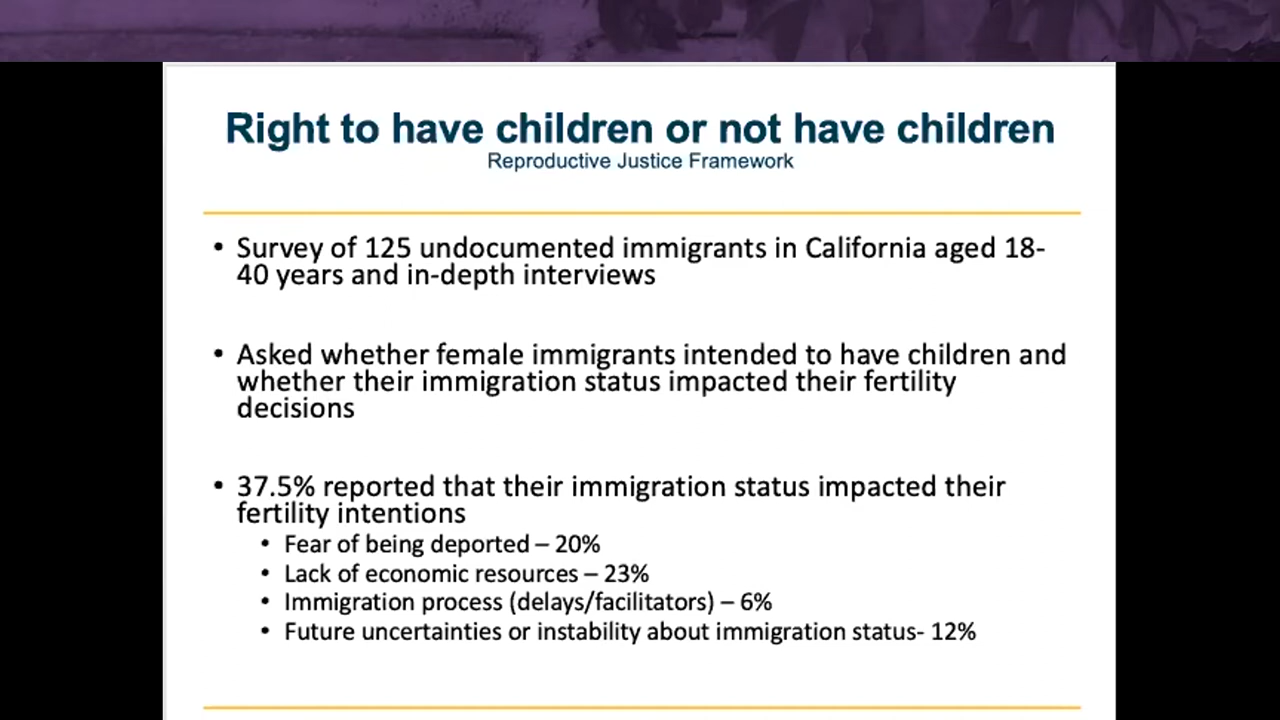 Right to have children or not have children
Reproductive Justice Framework
• Survey of 125 undocumented immigrants in California aged 18-
40 years and in-depth interviews
• Asked whether female immigrants intended to have children and
whether their immigration status impacted their fertility
decisions
• 37.5% reported that their immigration status impacted their
fertility intentions
• Fear of being deported – 20%
• Lack of economic resources – 23%
• Immigration process (delays/facilitators) – 6%
• Future uncertainties or instability about immigration status- 12%